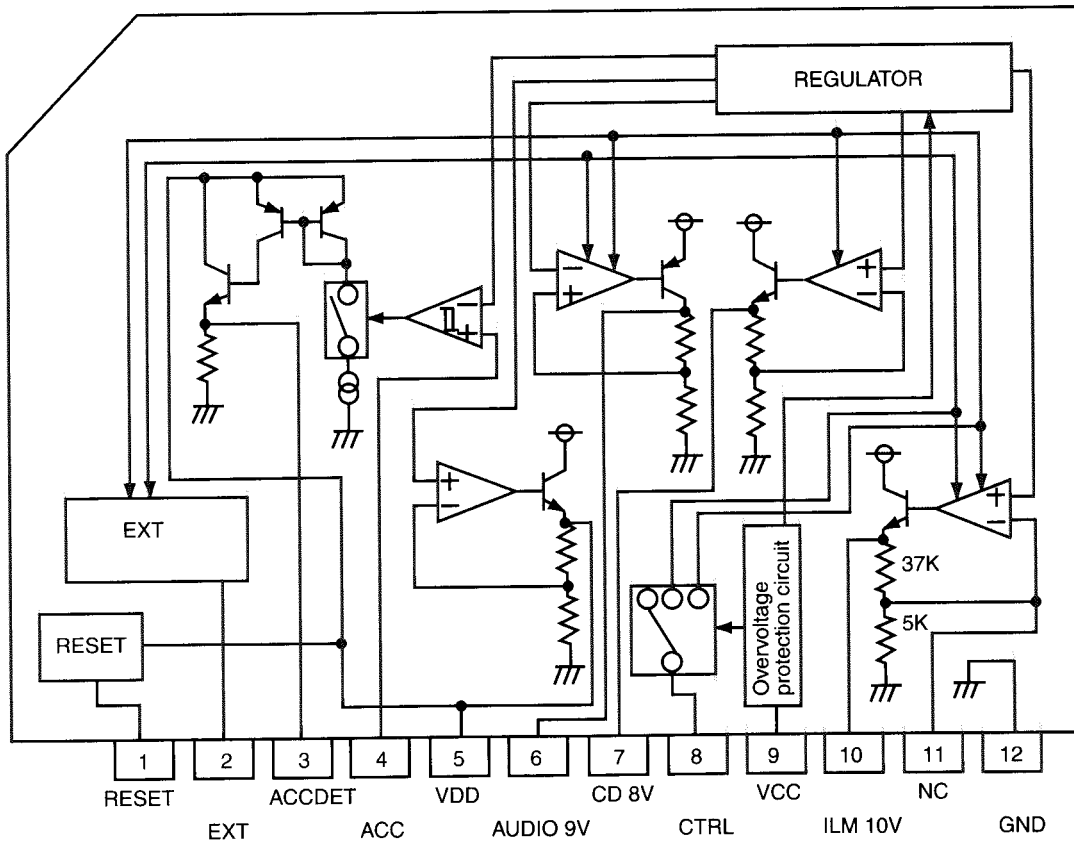 REGULATOR
− +
+ −
− +
+ −
+ −
EXT
37K
5K
RESET
Overvoltage
protection circuit
1 2 3 4 5 6 7 8 9 10 11 12
RESET ACCDET VDD CD 8V VCC NC
EXT ACC AUDIO 9V CTRL ILM 10V GND